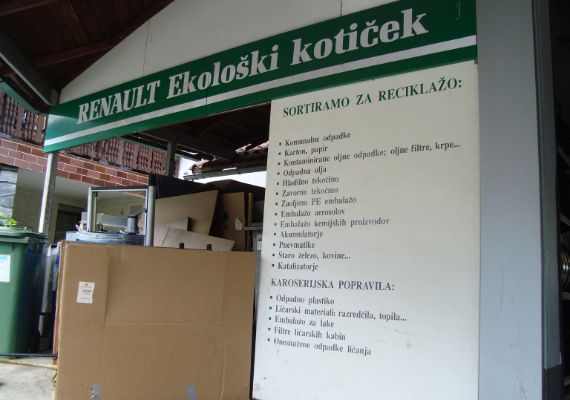 RENAULT Ekološki kotiček
SORTIRAMO ZA RECIKLAŽO:
• Komunalne odpadke
• Karton, papir
• Kontaminirane oljne odpadke: oljne filtre, krpe...
• Odpadna olja
• Hladilno tekočino
• Zavorno tekočino
• Zaoljeno PE embalažo
• Embalažo aerosolov
• Embalažo kemijskih proizvodov
• Akumulatorje
• Pnevmatike
• Staro železo, kovine...
• Katalizatorje
KAROSERIJSKA POPRAVILA:
• Odpadno plastiko
• Ličarski materiali razredčila, topila...
• Embalažo za lake
• Filtre ličarskih kabin
• Onesnažene odpadke ličanja